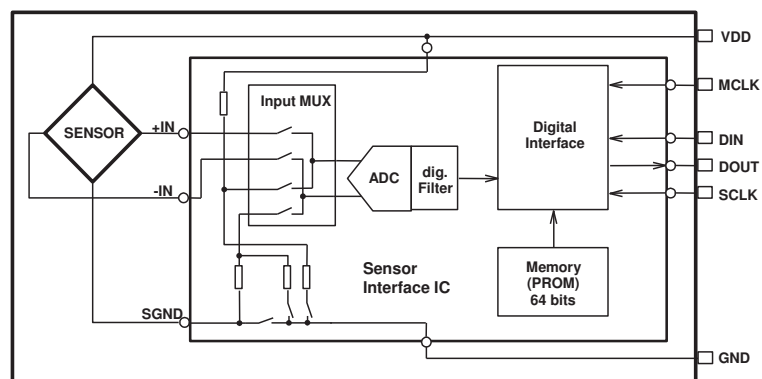 VDD
MCLK
Input MUX
SENSOR
+IN
Digital
Interface
DIN
DOUT
ADC
dig.
Filter
-IN
SCLK
Sensor
Interface IC
Memory
(PROM)
64 bits
SGND
GND